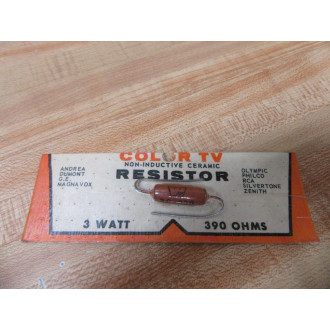 COLOR TV
NON-INDUCTIVE CERAMIC
RESISTOR
ANDREA
DUMONT
G.E.
MAGNAVOX
OLYMPIC
PHILCO
RCA
SILVERTONE
ZENITH
3 WATT
390 OHMS